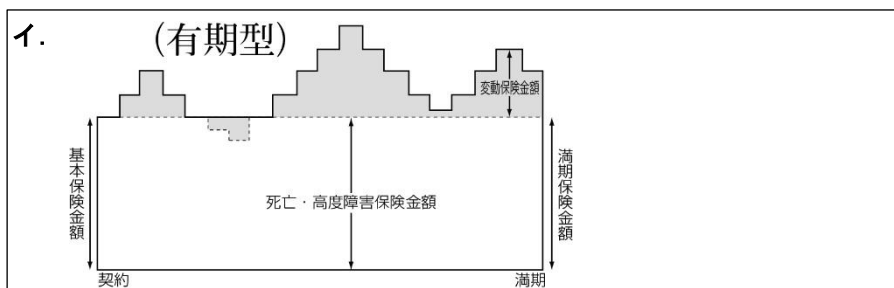 イ.
(有期型)
変動保険金額
基本保険金額
死亡・高度障害保険金額
満期保険金額
契約
満期